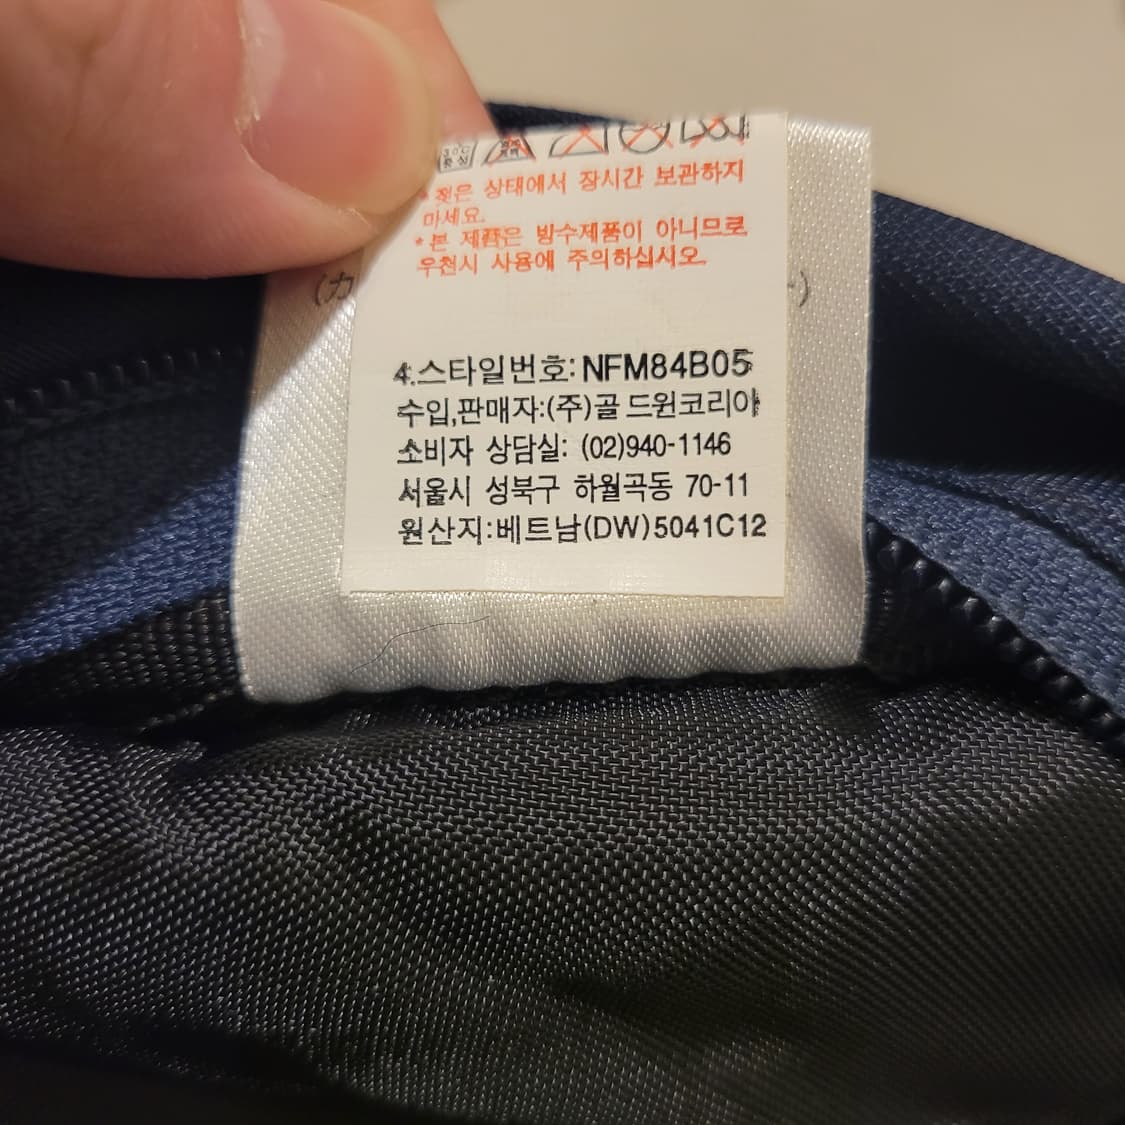 * 젖은 상태에서 장시간 보관하지
마세요.
* 본 제품은 방수제품이 아니므로
우천시 사용에 주의하십시오.
(カ
)
4.스타일번호: NFM84B05
수입,판매자:(주)골드윈코리아
소비자 상담실: (02)940-1146
서울시 성북구 하월곡동 70-11
원산지:베트남(DW)5041C12